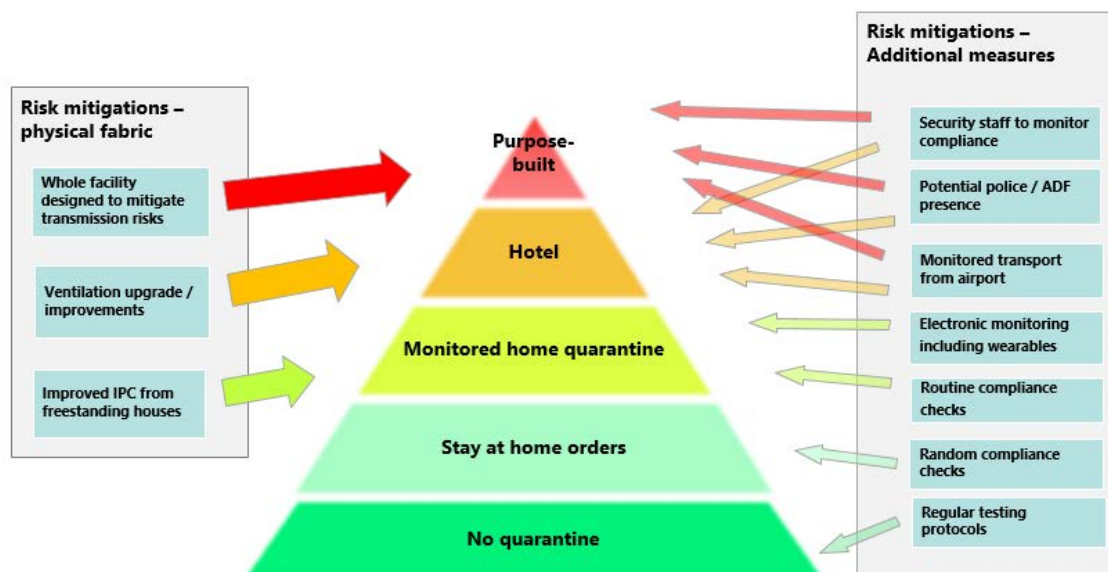 Risk mitigations –
physical fabric
Whole facility
designed to mitigate
transmission risks
Ventilation upgrade /
improvements
Improved IPC from
freestanding houses
Purpose-
built
Hotel
Monitored home quarantine
Stay at home orders
No quarantine
Risk mitigations –
Additional measures
Security staff to monitor
compliance
Potential police / ADF
presence
Monitored transport
from airport
Electronic monitoring
including wearables
Routine compliance
checks
Random compliance
checks
Regular testing
protocols